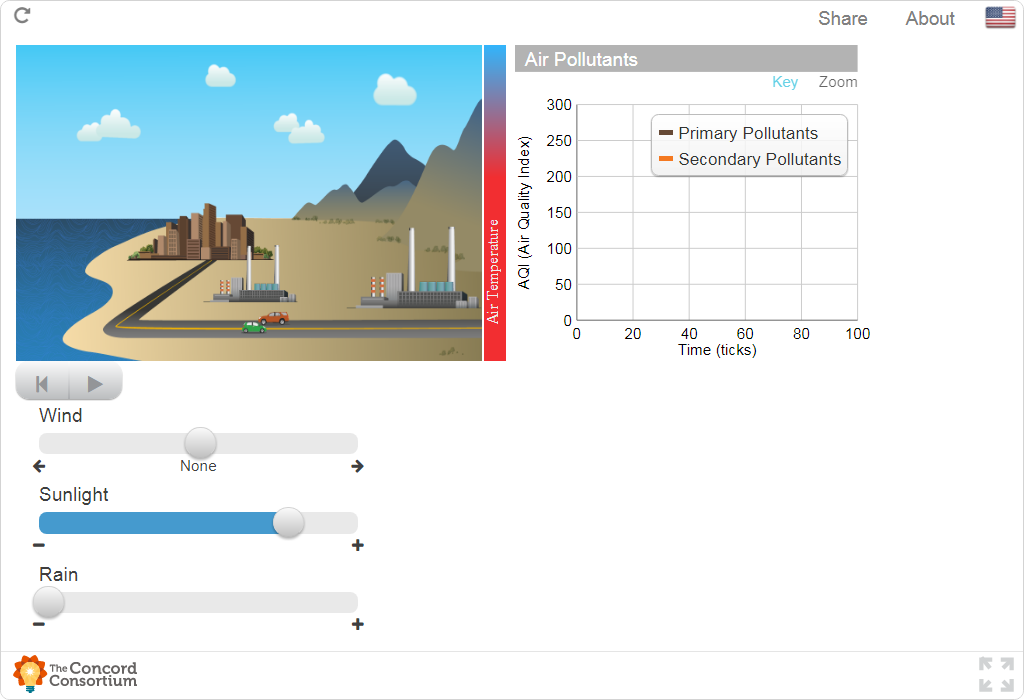 Share
About
Air Pollutants
Key
Zoom
Air Temperature
AQI (Air Quality Index)
300
250
200
150
100
50
0
Primary Pollutants
Secondary Pollutants
0 20 40 60 80 100
Time (ticks)
Wind
None
Sunlight
Rain
The Concord
Consortium